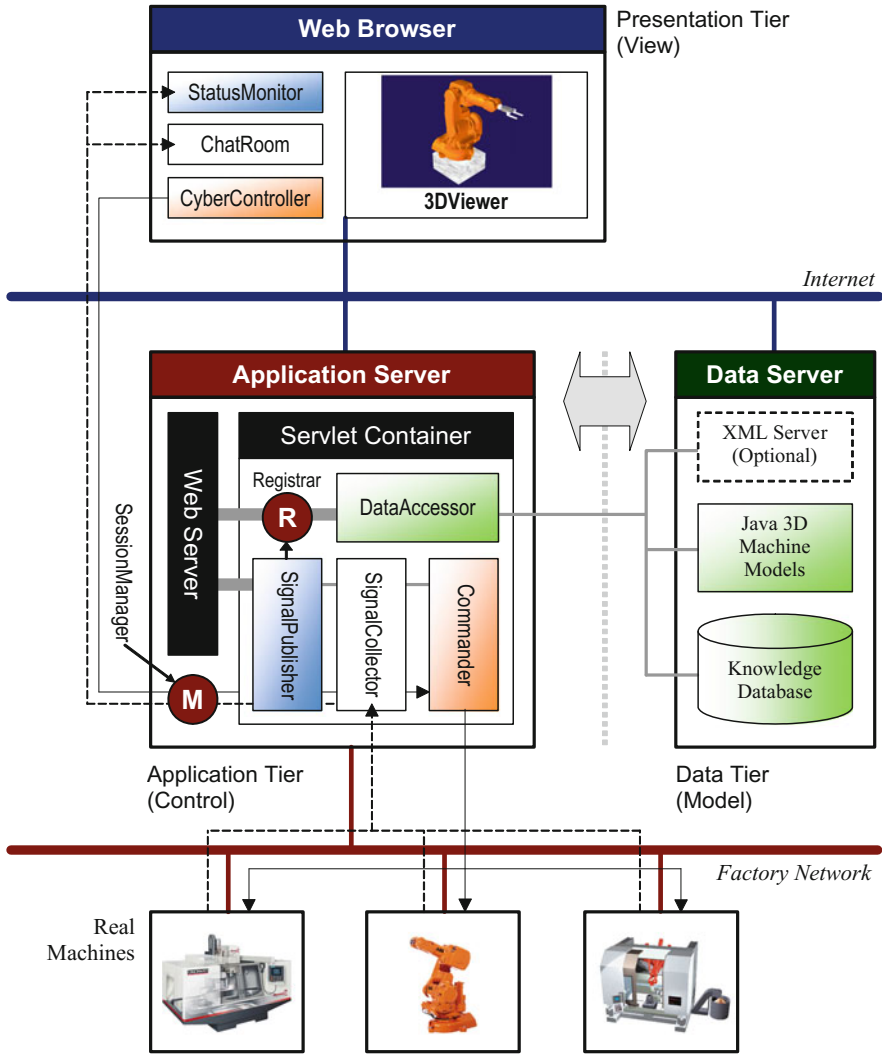 Web Browser
Presentation Tier
(View)
StatusMonitor
ChatRoom
CyberController
3DViewer
Internet
Application Server
Data Server
Servlet Container
XML Server
(Optional)
Web Server
Registrar
R
DataAccessor
Java 3D
Machine
Models
SessionManager
SignalPublisher
SignalCollector
Commander
Knowledge
Database
M
Application Tier
(Control)
Data Tier
(Model)
Factory Network
Real
Machines